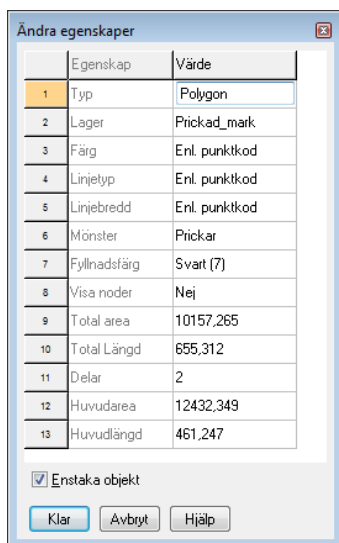 Ändra egenskaper
Egenskap Värde
1 Typ Polygon
2 Lager Prickad_mark
3 Färg Enl. punktkod
4 Linjetyp Enl. punktkod
5 Linjebredd Enl. punktkod
6 Mönster Prickar
7 Fyllnadsfärg Svart (7)
8 Visa noder Nej
9 Total area 10157,265
10 Total Längd 655,312
11 Delar 2
12 Huvudarea 12432,349
13 Huvudlängd 461,247
Enstaka objekt
Klar Avbryt Hjälp